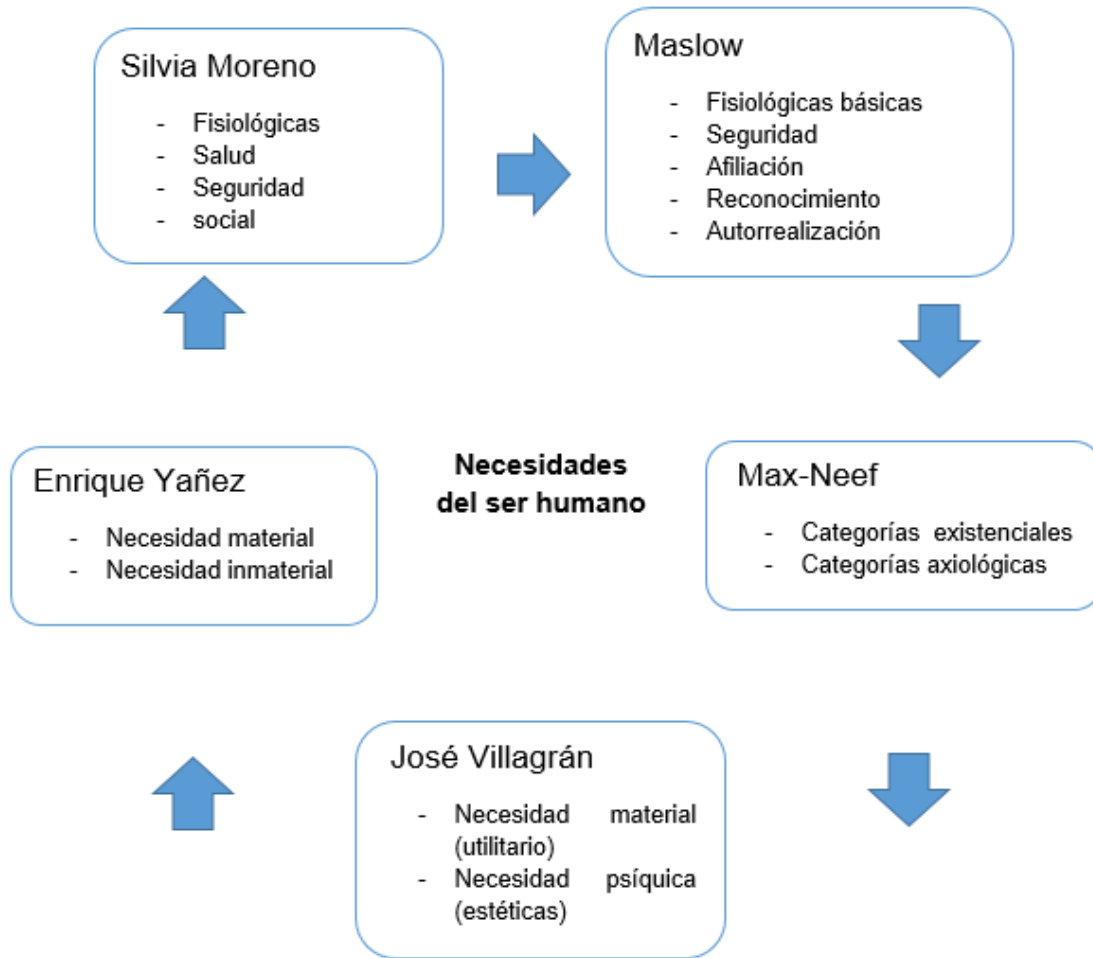 Silvia Moreno
- Fisiológicas
- Salud
- Seguridad
- social
Maslow
- Fisiológicas básicas
- Seguridad
- Afiliación
- Reconocimiento
- Autorrealización
Enrique Yañez
- Necesidad material
- Necesidad inmaterial
Necesidades
del ser humano
Max-Neef
- Categorías existenciales
- Categorías axiológicas
José Villagrán
- Necesidad material
(utilitario)
- Necesidad psíquica
(estéticas)